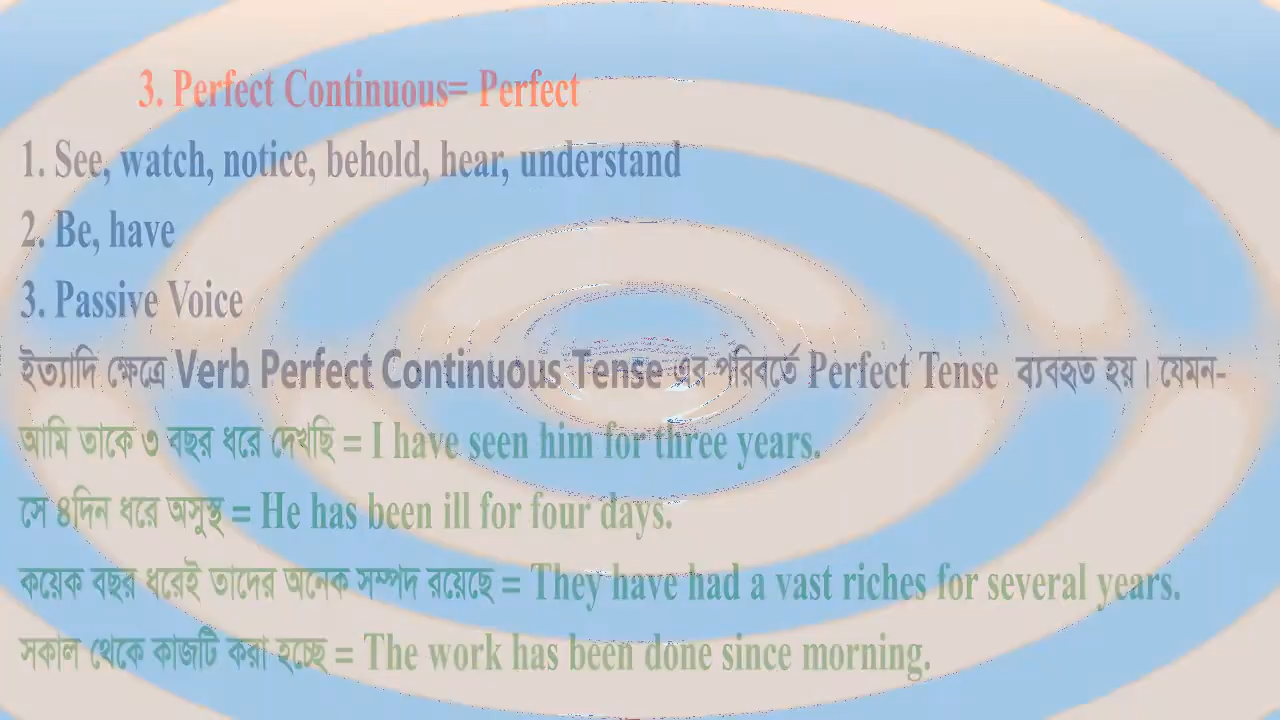 3. Perfect Continuous= Perfect
1. See, watch, notice, behold, hear, understand
2. Be, have
3. Passive Voice
ইত্যাদি ক্ষেত্রে Verb Perfect Continuous Tense এর পরিবর্তে Perfect Tense ব্যবহৃত হয়। যেমন-
আমি তাকে ৩ বছর ধরে দেখছি = I have seen him for three years.
সে ৪দিন ধরে অসুস্থ = He has been ill for four days.
কয়েক বছর ধরেই তাদের অনেক সম্পদ রয়েছে = They have had a vast riches for several years.
সকাল থেকে কাজটি করা হচ্ছে = The work has been done since morning.